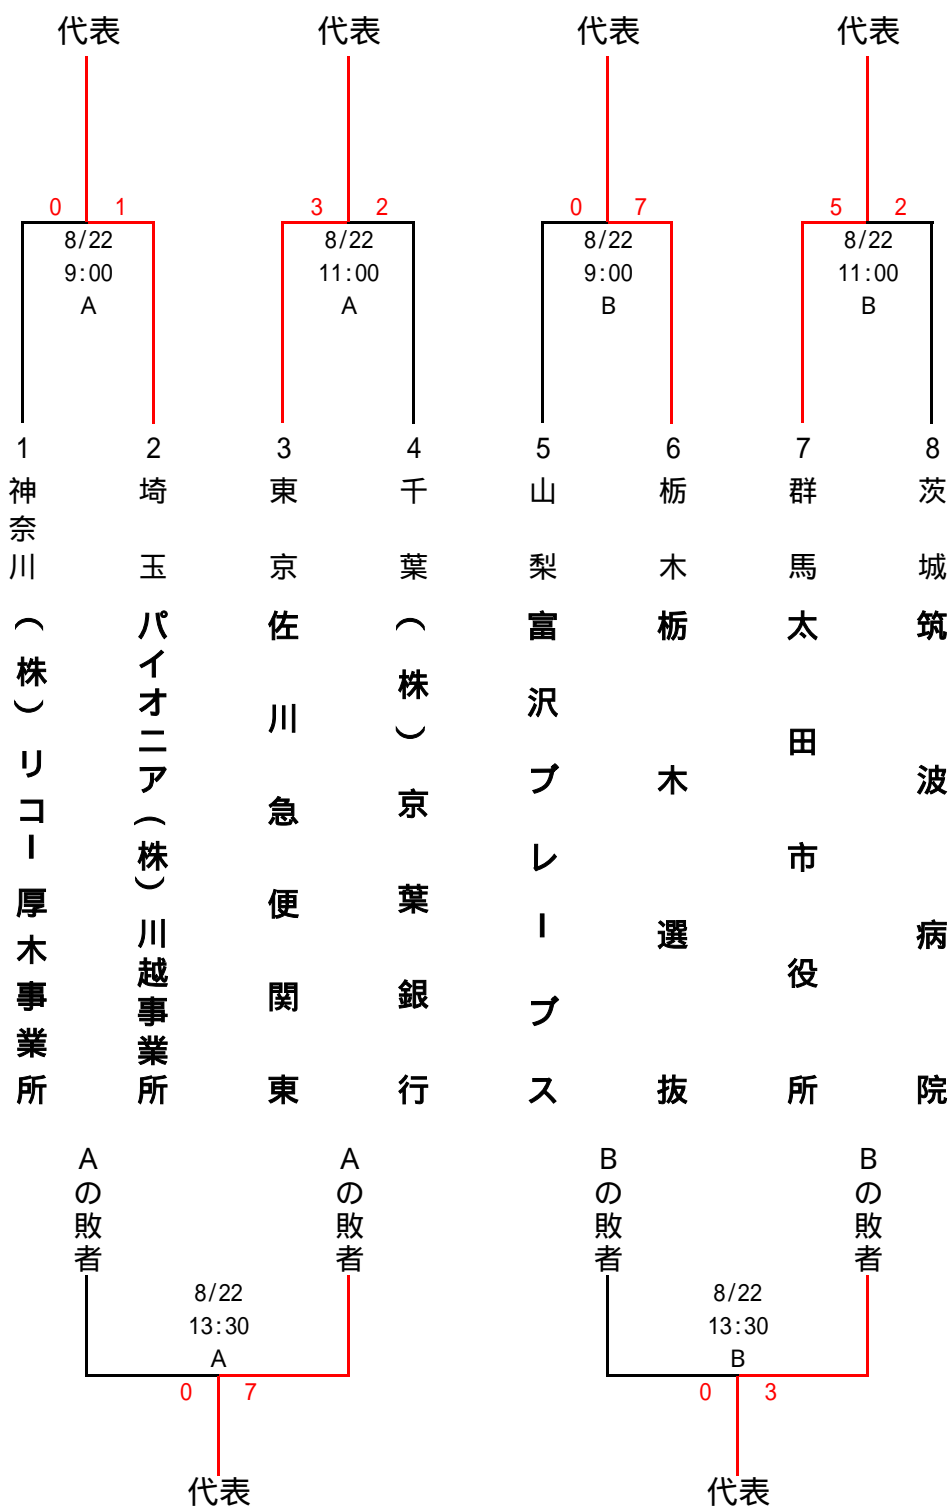 代表 代表 代表 代表
0 1 3 2 0 7 5 2
8/22 8/22 8/22 8/22
9:00 11:00 9:00 11:00
A A B B
1 2 3 4 5 6 7 8
神奈川
埼玉
東京
千葉
山梨
栃木
群馬
茨城
(株)リコー厚木事業所
パイオニア(株)川越事業所
佐川急便関東
(株)京葉銀行
富沢ブレーブス
栃木選抜
太田市役所
筑波病院
Aの敗者
Aの敗者
Bの敗者
Bの敗者
8/22 8/22
13:30 13:30
A B
0 7 0 3
代表 代表